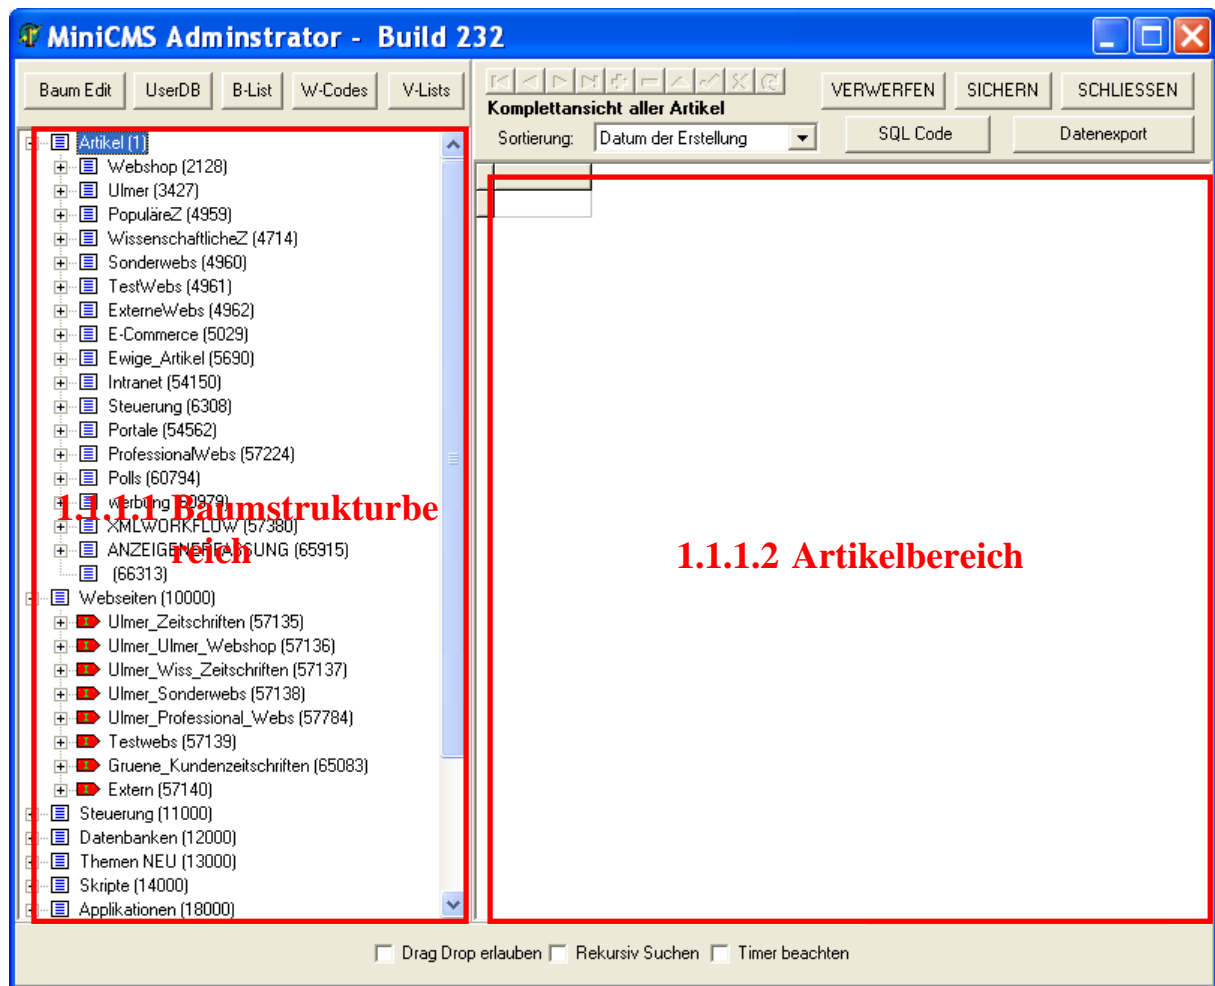 MiniCMS Adminstrator - Build 232
Baum Edit UserDB B-List W-Codes V-Lists
VERWERFEN SICHERN SCHLIESSEN
Komplettansicht aller Artikel
Sortierung: Datum der Erstellung SQL Code Datenexport
Artikel (1)
Webshop (2128)
Ulmer (3427)
PopuläreZ (4959)
WissenschaftlicheZ (4714)
Sonderwebs (4960)
TestWebs (4961)
ExterneWebs (4962)
E-Commerce (5029)
Ewige_Artikel (5690)
Intranet (54150)
Steuerung (6308)
Portale (54562)
ProfessionalWebs (57224)
Polls (60794)
werbung (60979)
XMLWORKFLOW (57380)
ANZEIGENERFASSUNG (65915)
(66313)
1.1.1.1 Baumstrukturbe
reich
1.1.1.2 Artikelbereich
Webseiten (10000)
Ulmer_Zeitschriften (57135)
Ulmer_Ulmer_Webshop (57136)
Ulmer_Wiss_Zeitschriften (57137)
Ulmer_Sonderwebs (57138)
Ulmer_Professional_Webs (57784)
Testwebs (57139)
Gruene_Kundenzeitschriften (65083)
Extern (57140)
Steuerung (11000)
Datenbanken (12000)
Themen NEU (13000)
Skripte (14000)
Applikationen (18000)
Drag Drop erlauben Rekursiv Suchen Timer beachten